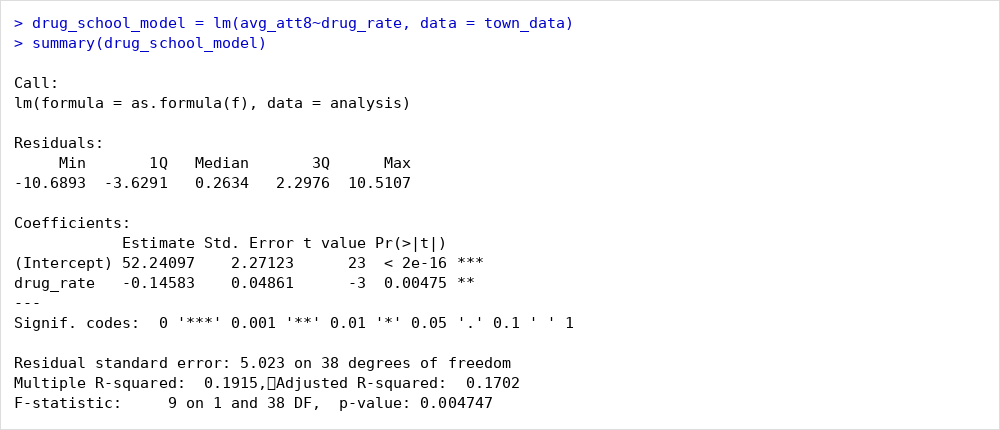 > drug_school_model = lm(avg_att8~drug_rate, data = town_data)
> summary(drug_school_model)

Call:
lm(formula = as.formula(f), data = analysis)

Residuals:
     Min       1Q   Median       3Q      Max
-10.6893  -3.6291   0.2634   2.2976  10.5107

Coefficients:
            Estimate Std. Error t value Pr(>|t|)
(Intercept) 52.24097    2.27123      23  < 2e-16 ***
drug_rate   -0.14583    0.04861      -3  0.00475 **
---
Signif. codes:  0 '***' 0.001 '**' 0.01 '*' 0.05 '.' 0.1 ' ' 1

Residual standard error: 5.023 on 38 degrees of freedom
Multiple R-squared:  0.1915,	Adjusted R-squared:  0.1702
F-statistic:     9 on 1 and 38 DF,  p-value: 0.004747